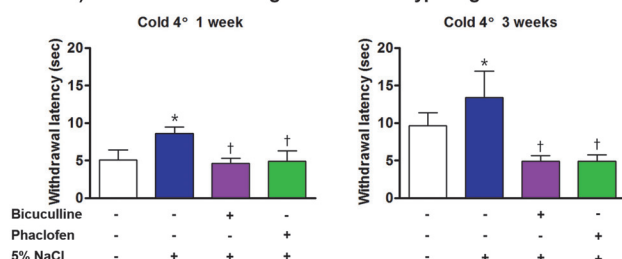 Cold 4° 1 week
Withdrawal latency (sec)
20
15
10
5
0
*
†
†
Cold 4° 3 weeks
Withdrawal latency (sec)
20
15
10
5
0
*
†
†
Bicuculline - - + - - - + -
Phaclofen - - - + - - - +
5% NaCl - + + + - + + +